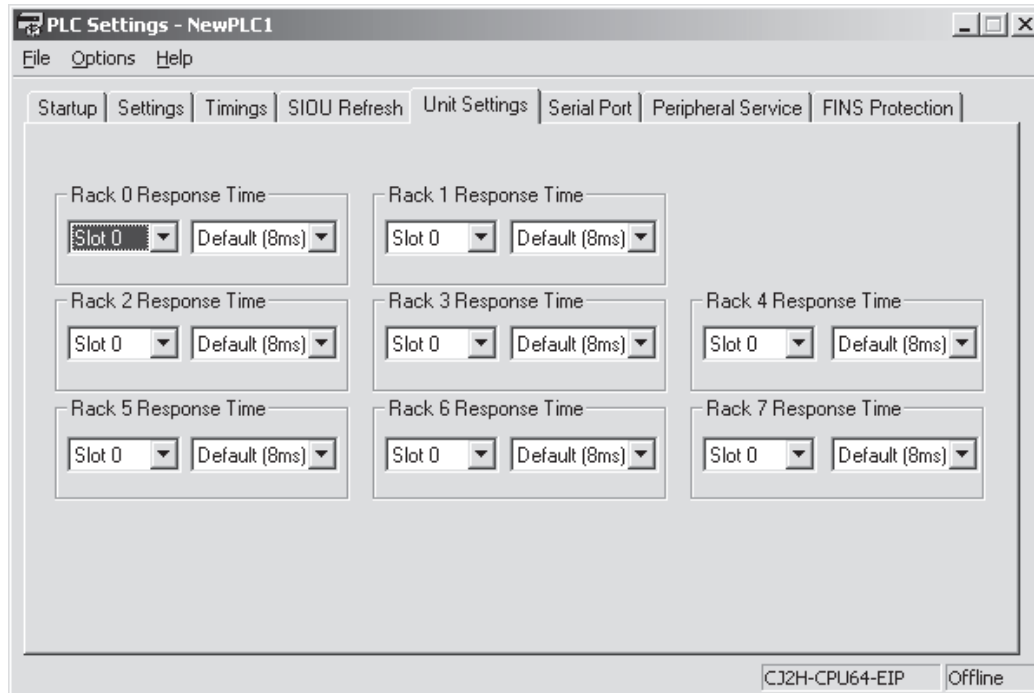 PLC Settings - NewPLC1
File Options Help
Startup Settings Timings SIOU Refresh Unit Settings Serial Port Peripheral Service FINS Protection
Rack 0 Response Time Rack 1 Response Time
Slot 0 Default (8ms) Slot 0 Default (8ms)
Rack 2 Response Time Rack 3 Response Time Rack 4 Response Time
Slot 0 Default (8ms) Slot 0 Default (8ms) Slot 0 Default (8ms)
Rack 5 Response Time Rack 6 Response Time Rack 7 Response Time
Slot 0 Default (8ms) Slot 0 Default (8ms) Slot 0 Default (8ms)
CJ2H-CPU64-EIP Offline